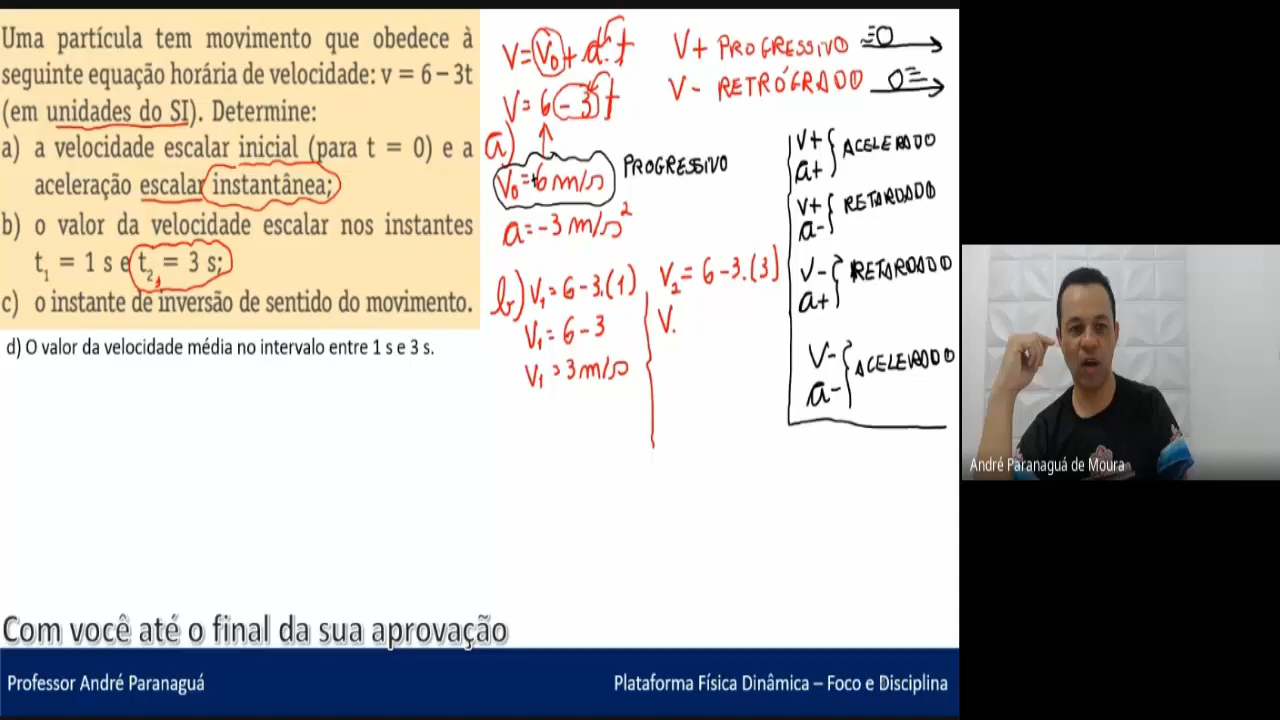 Uma partícula tem movimento que obedece à
seguinte equação horária de velocidade: v = 6 – 3t
(em unidades do SI). Determine:
a) a velocidade escalar inicial (para t = 0) e a
aceleração escalar instantânea;
b) o valor da velocidade escalar nos instantes
t₁ = 1 s e t₂ = 3 s;
c) o instante de inversão de sentido do movimento.
d) O valor da velocidade média no intervalo entre 1 s e 3 s.
V = V₀ + a.t
V = 6 - 3 t
a)
V₀ = +6 m/s PROGRESSIVO
a = -3 m/s²
b) V₁ = 6 - 3.(1)
V₁ = 6 - 3
V₁ = 3 m/s
V₂ = 6 - 3.(3)
V.
V+ PROGRESSIVO
V- RETRÓGRADO
V+
a+ ACELERADO
V+
a- RETARDADO
V-
a+ RETARDADO
V-
a- ACELERADO
André Paranaguá de Moura
Com você até o final da sua aprovação
Professor André Paranaguá
Plataforma Física Dinâmica – Foco e Disciplina